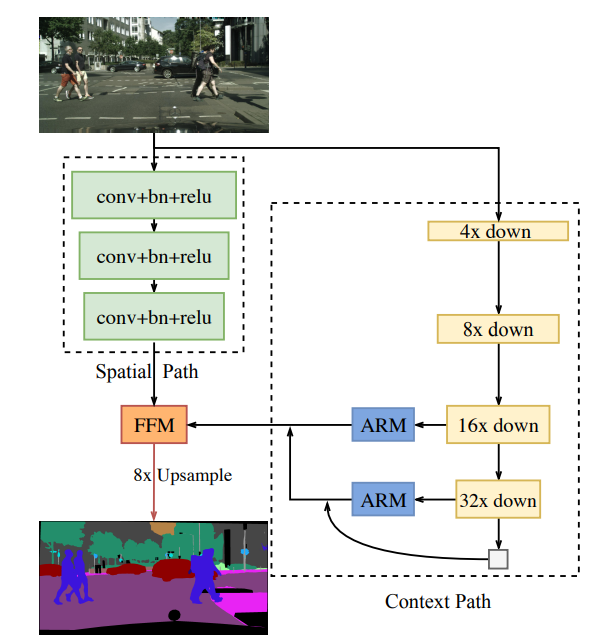 conv+bn+relu
conv+bn+relu
conv+bn+relu
Spatial Path
4x down
8x down
FFM
ARM
16x down
8x Upsample
ARM
32x down
Context Path